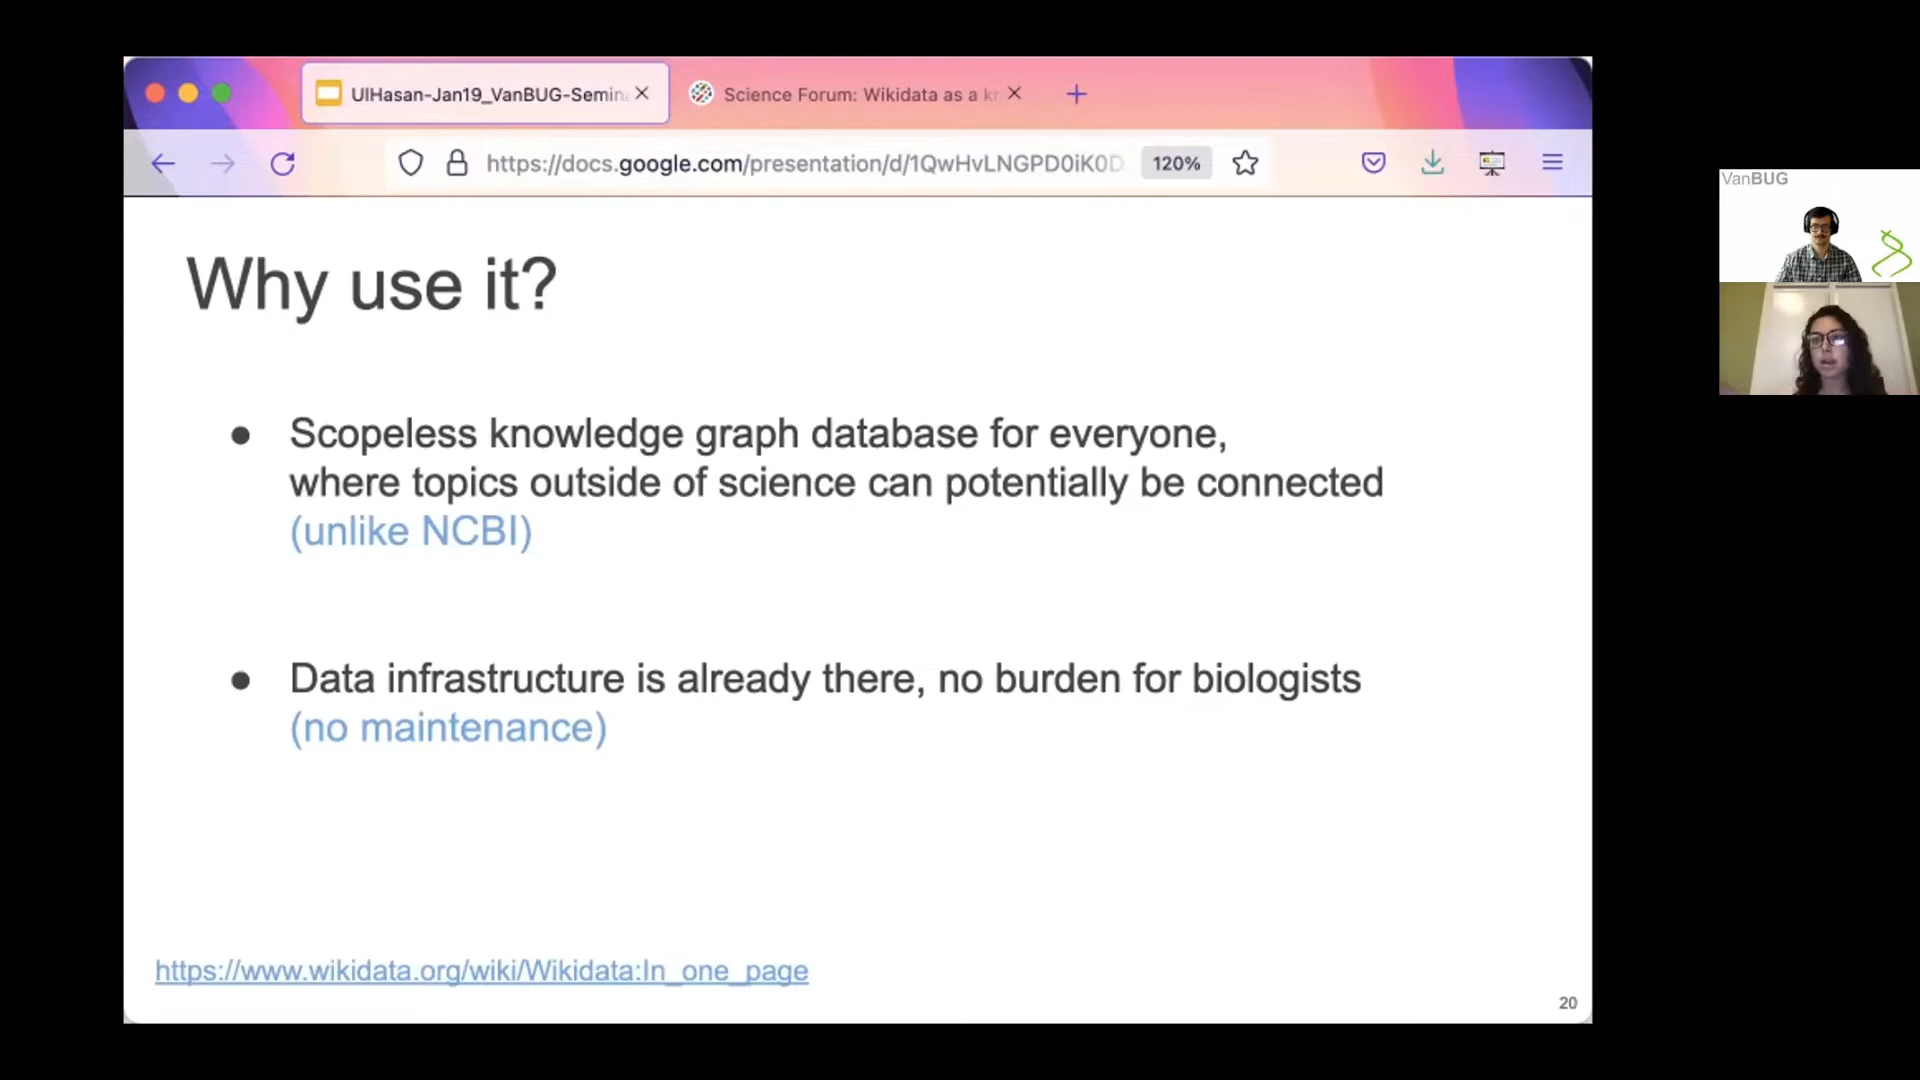 UlHasan-Jan19_VanBUG-Semin
Science Forum: Wikidata as a k
https://docs.google.com/presentation/d/1QwHvLNGPD0iK0D
120%
VanBUG
Why use it?
● Scopeless knowledge graph database for everyone,
where topics outside of science can potentially be connected
(unlike NCBI)
● Data infrastructure is already there, no burden for biologists
(no maintenance)
https://www.wikidata.org/wiki/Wikidata:In_one_page
20